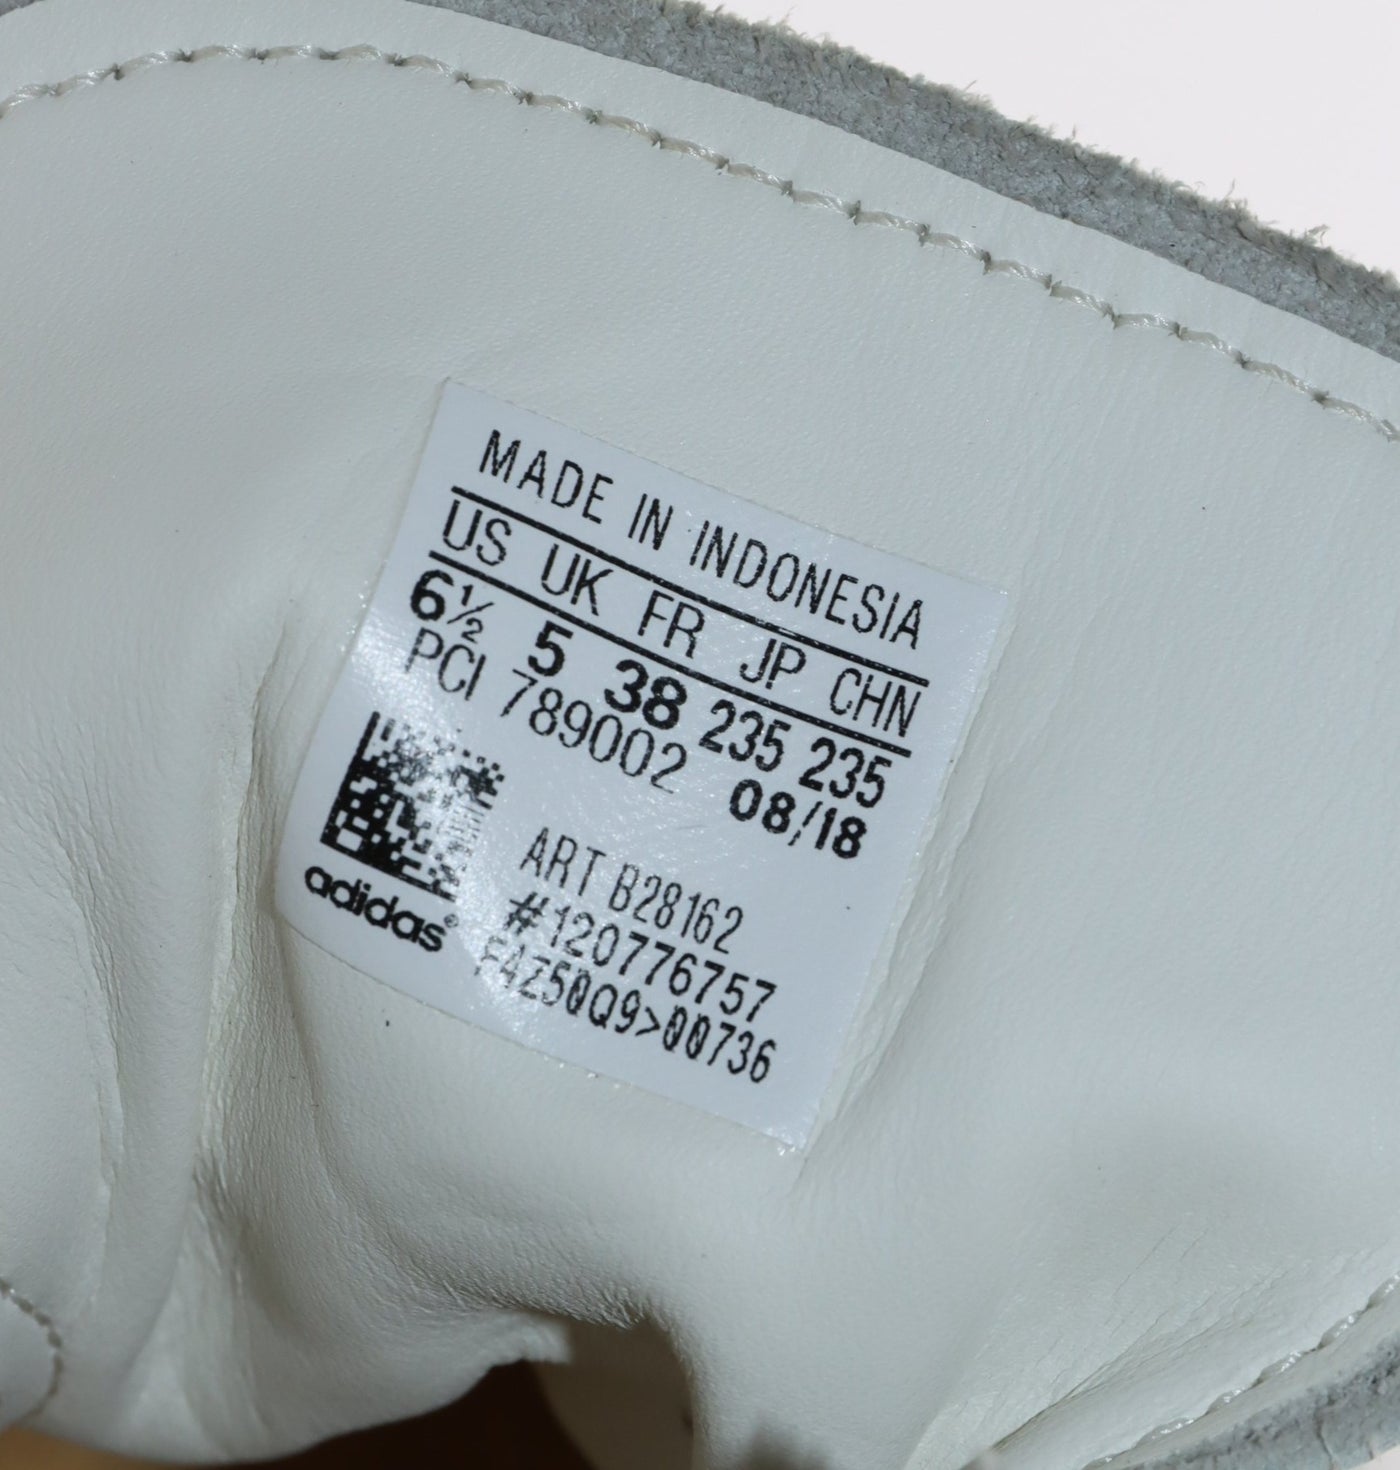 MADE IN INDONESIA
US UK FR JP CHN
6½ 5 38 235 235
PCI 789002 08/18
ART B28162
#120776757
F4Z50Q9>00736
adidas®